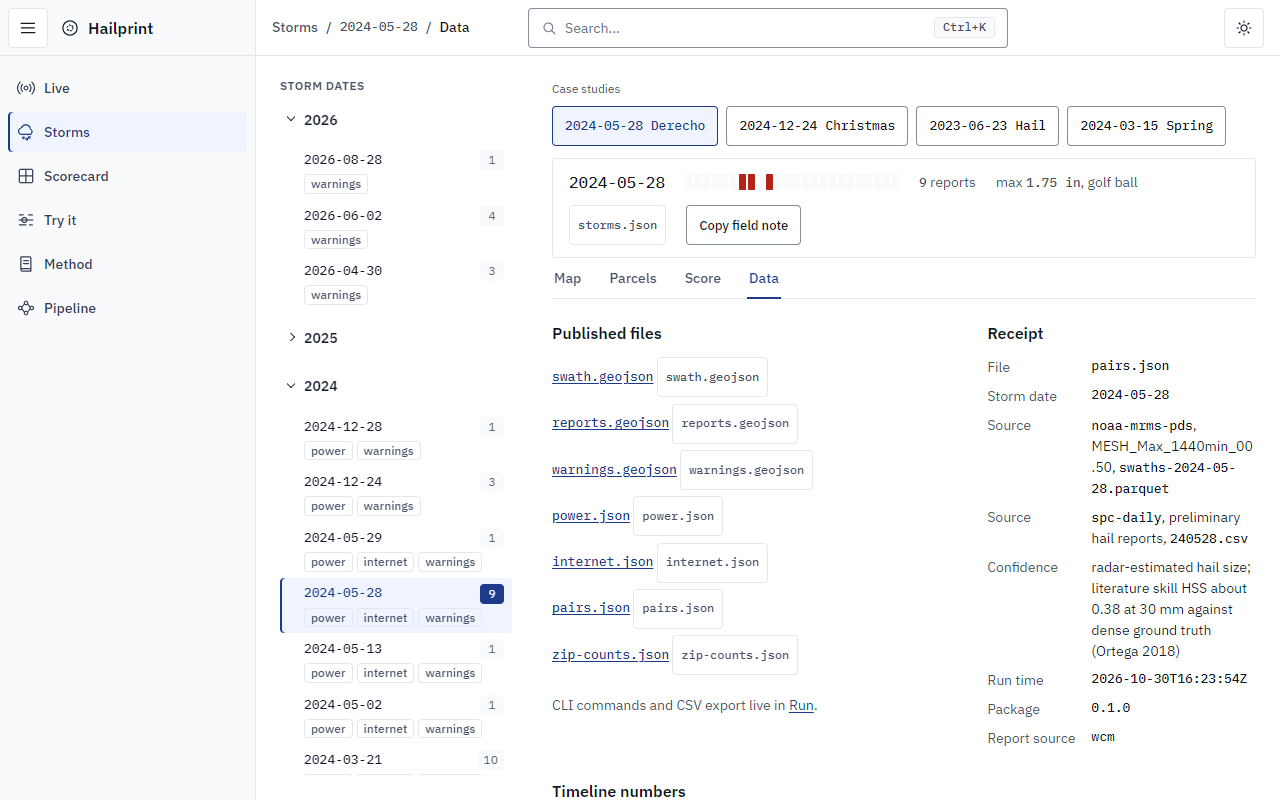 Hailprint
Storms / 2024-05-28 / Data
Search...
Ctrl+K
Live
Storms
Scorecard
Try it
Method
Pipeline
STORM DATES
2026
2026-08-28 1
warnings
2026-06-02 4
warnings
2026-04-30 3
warnings
2025
2024
2024-12-28 1
power warnings
2024-12-24 3
power warnings
2024-05-29 1
power internet warnings
2024-05-28 9
power internet warnings
2024-05-13 1
power internet warnings
2024-05-02 1
power internet warnings
2024-03-21 10
Case studies
2024-05-28 Derecho
2024-12-24 Christmas
2023-06-23 Hail
2024-03-15 Spring
2024-05-28
9 reports
max 1.75 in, golf ball
storms.json
Copy field note
Map
Parcels
Score
Data
Published files
swath.geojson swath.geojson
reports.geojson reports.geojson
warnings.geojson warnings.geojson
power.json power.json
internet.json internet.json
pairs.json pairs.json
zip-counts.json zip-counts.json
CLI commands and CSV export live in Run.
Receipt
File pairs.json
Storm date 2024-05-28
Source noaa-mrms-pds,
MESH_Max_1440min_00
.50, swaths-2024-05-
28.parquet
Source spc-daily, preliminary
hail reports, 240528.csv
Confidence radar-estimated hail size;
literature skill HSS about
0.38 at 30 mm against
dense ground truth
(Ortega 2018)
Run time 2026-10-30T16:23:54Z
Package 0.1.0
Report source wcm
Timeline numbers